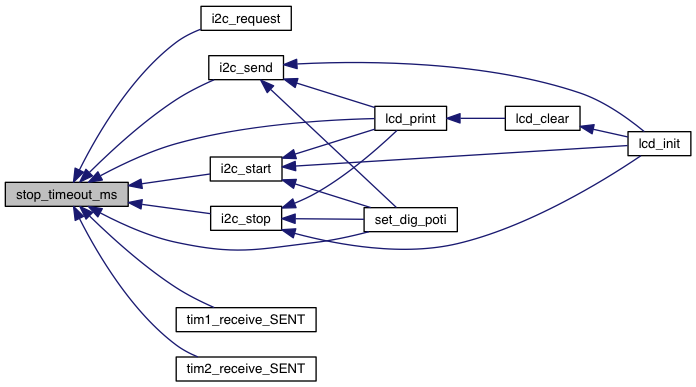 i2c_request
i2c_send
lcd_print
lcd_clear
lcd_init
i2c_start
stop_timeout_ms
i2c_stop
set_dig_poti
tim1_receive_SENT
tim2_receive_SENT